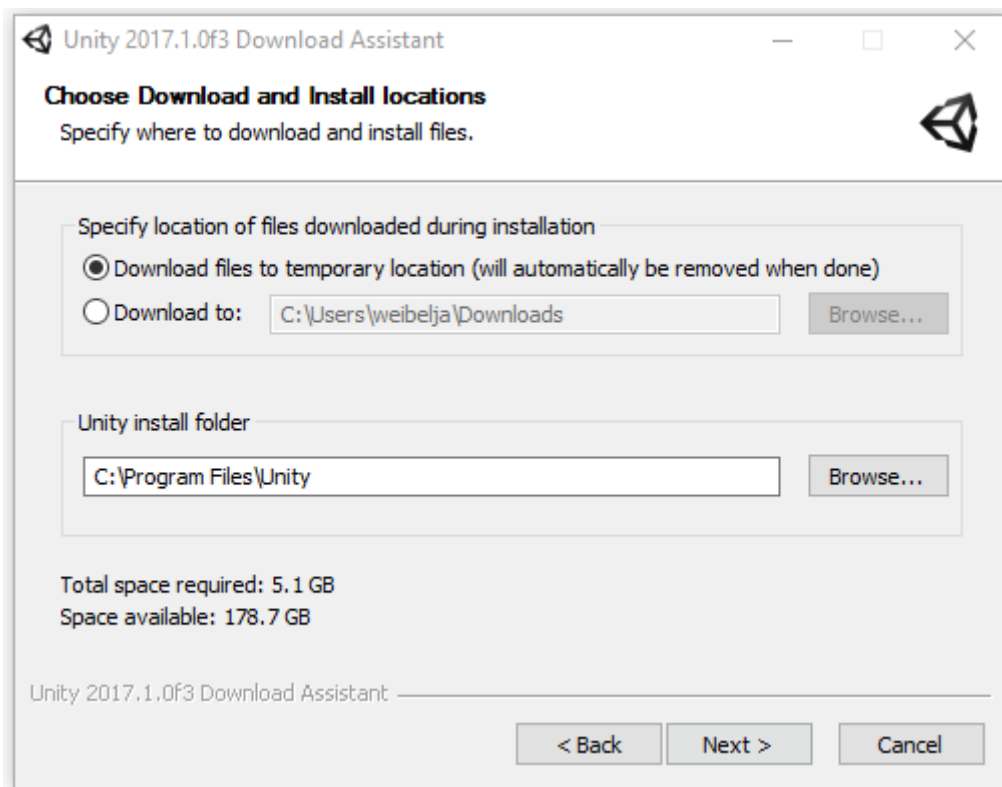 Unity 2017.1.0f3 Download Assistant
Choose Download and Install locations
Specify where to download and install files.
Specify location of files downloaded during installation
Download files to temporary location (will automatically be removed when done)
Download to: C:\Users\weibelja\Downloads Browse...
Unity install folder
C:\Program Files\Unity Browse...
Total space required: 5.1 GB
Space available: 178.7 GB
Unity 2017.1.0f3 Download Assistant
< Back Next > Cancel